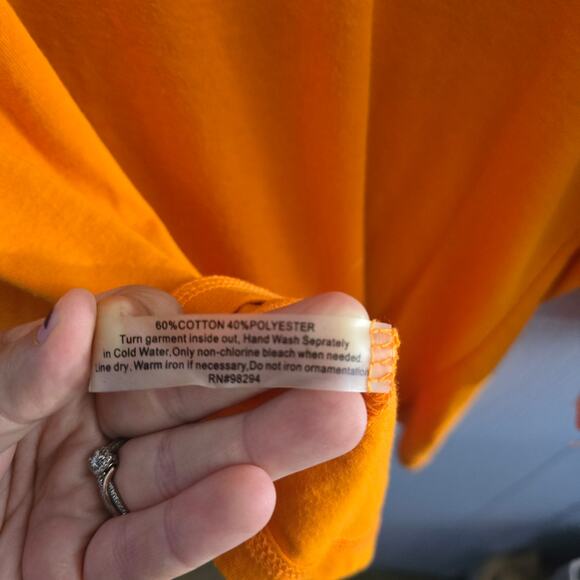 60%COTTON 40%POLYESTER
Turn garment inside out, Hand Wash Seprately
in Cold Water,Only non-chlorine bleach when needed.
Line dry, Warm iron if necessary,Do not iron ornamentation
RN#98294